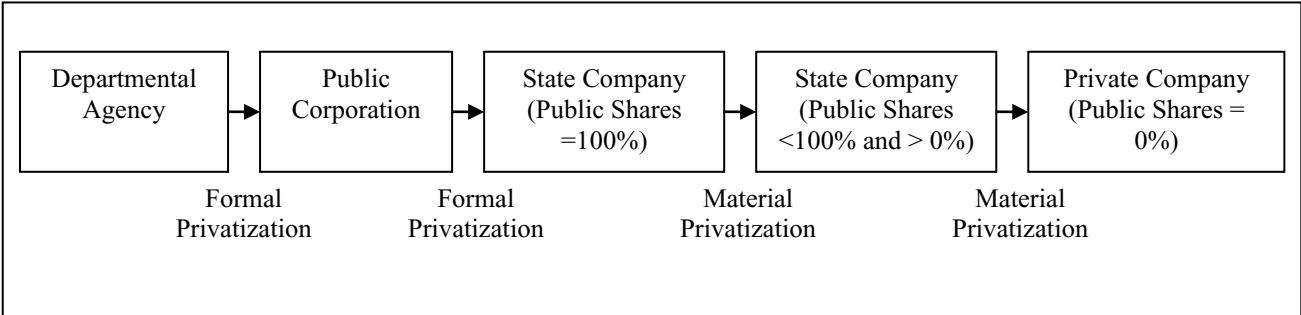 Departmental
Agency
Public
Corporation
State Company
(Public Shares
=100%)
State Company
(Public Shares
<100% and > 0%)
Private Company
(Public Shares =
0%)
Formal
Privatization
Formal
Privatization
Material
Privatization
Material
Privatization